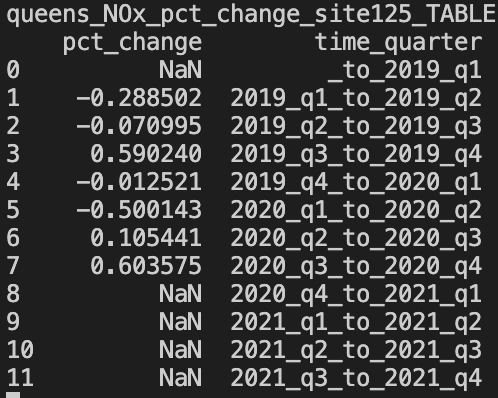 queens_NOx_pct_change_site125_TABLE
pct_change time_quarter
0 NaN _to_2019_q1
1 -0.288502 2019_q1_to_2019_q2
2 -0.070995 2019_q2_to_2019_q3
3 0.590240 2019_q3_to_2019_q4
4 -0.012521 2019_q4_to_2020_q1
5 -0.500143 2020_q1_to_2020_q2
6 0.105441 2020_q2_to_2020_q3
7 0.603575 2020_q3_to_2020_q4
8 NaN 2020_q4_to_2021_q1
9 NaN 2021_q1_to_2021_q2
10 NaN 2021_q2_to_2021_q3
11 NaN 2021_q3_to_2021_q4